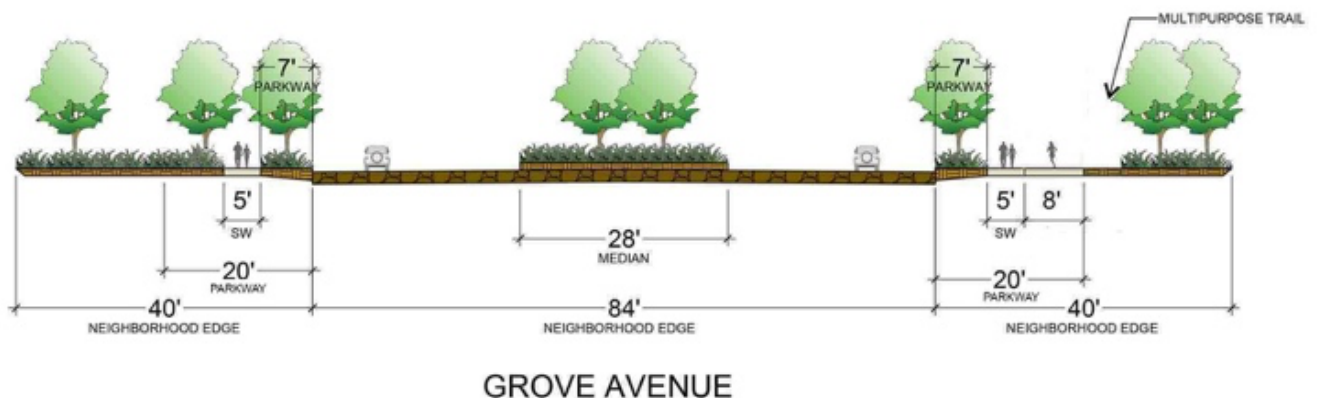 MULTIPURPOSE TRAIL
7'
PARKWAY
7'
PARKWAY
5'
SW
5'
SW
8'
28'
MEDIAN
20'
PARKWAY
20'
PARKWAY
40'
NEIGHBORHOOD EDGE
84'
NEIGHBORHOOD EDGE
40'
NEIGHBORHOOD EDGE
GROVE AVENUE